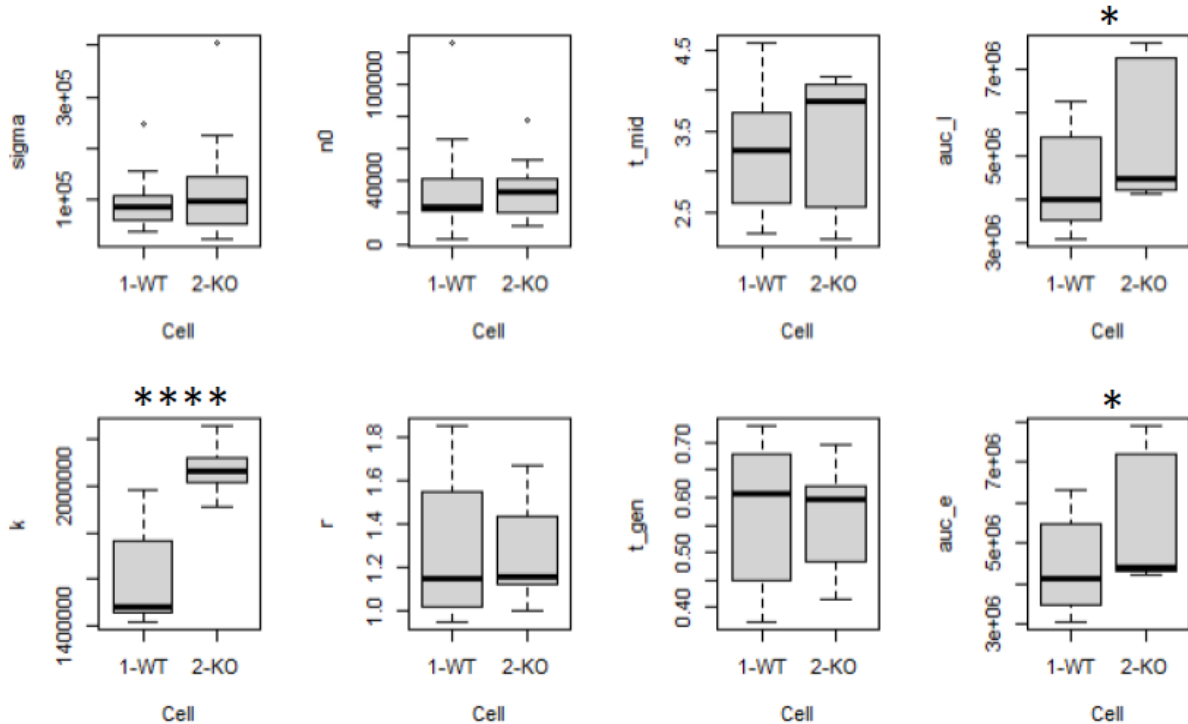 *
sigma
1e+05
3e+05
1-WT 2-KO
Cell
n0
0
40000
100000
1-WT 2-KO
Cell
t_mid
2.5
3.5
4.5
1-WT 2-KO
Cell
auc_l
3e+06
5e+06
7e+06
1-WT 2-KO
Cell
****
k
1400000
2000000
1-WT 2-KO
Cell
r
1.0
1.2
1.4
1.6
1.8
1-WT 2-KO
Cell
t_gen
0.40
0.50
0.60
0.70
1-WT 2-KO
Cell
*
auc_e
3e+06
5e+06
7e+06
1-WT 2-KO
Cell